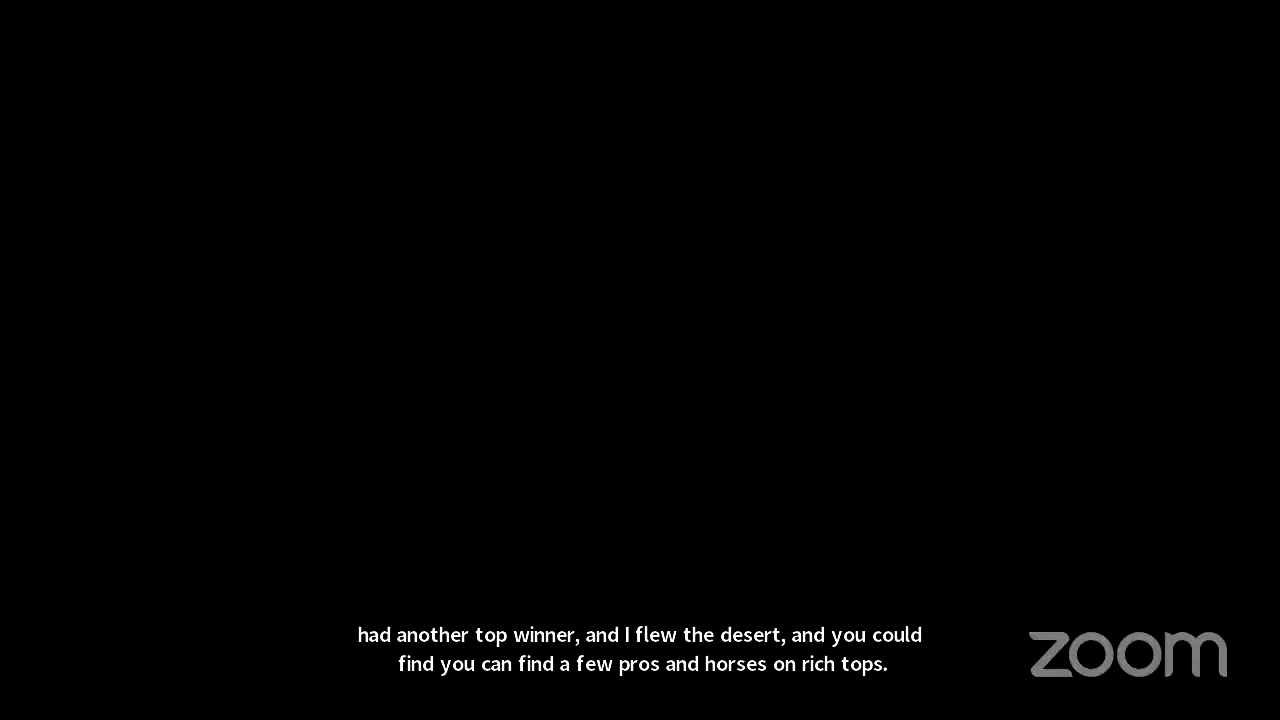 had another top winner, and I flew the desert, and you could
find you can find a few pros and horses on rich tops.
zoom